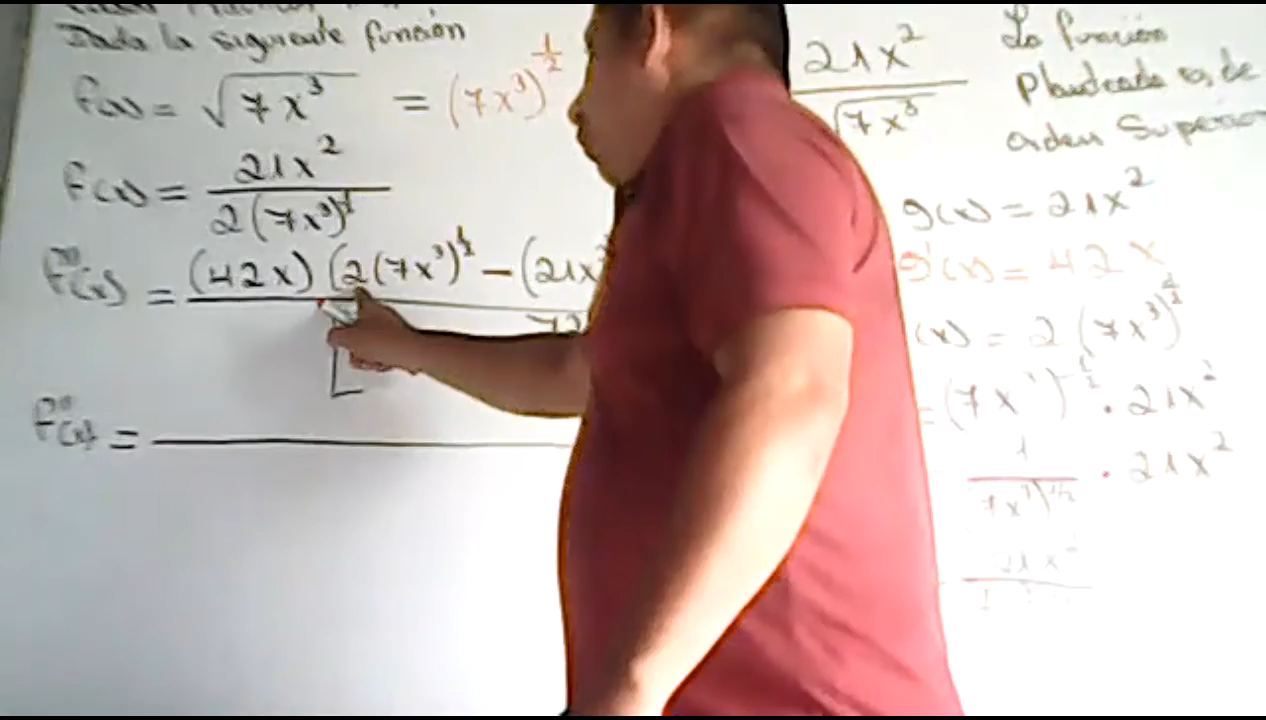 Dada la siguiente función
f(x) = √7x³ = (7x³)^½
f(x) = 21x² / 2(7x³)^½
f''(x) = (42x) (2(7x³)^½ − (21x²
f''(x) =
21x² / √7x³
La función
Planteada es de
orden Superior
g(x) = 21x²
g'(x) = 42x
(x) = 2 (7x³)^½
= (7x³)^-½ · 21x²
1 / 7x³)^1/2 · 21x²
21x²